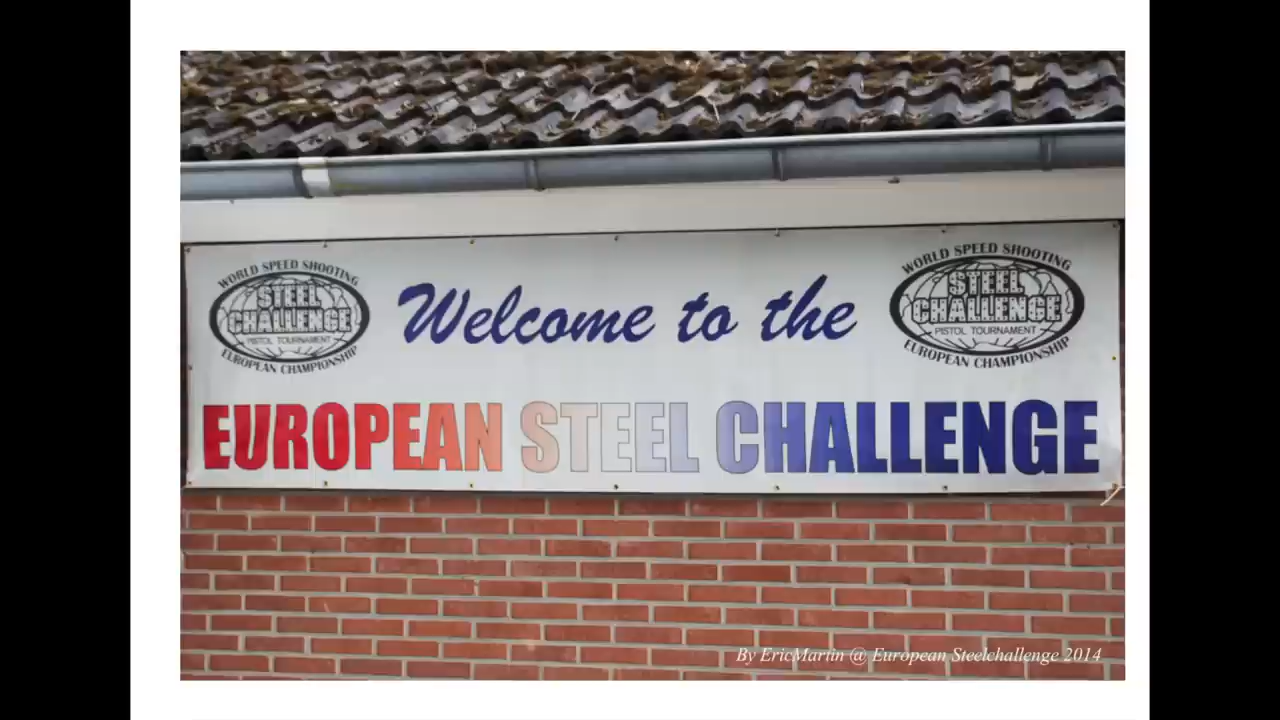 WORLD SPEED SHOOTING
STEEL
CHALLENGE
PISTOL TOURNAMENT
EUROPEAN CHAMPIONSHIP
Welcome to the
WORLD SPEED SHOOTING
STEEL
CHALLENGE
PISTOL TOURNAMENT
EUROPEAN CHAMPIONSHIP
EUROPEAN STEEL CHALLENGE
By EricMartin @ European Steelchallenge 2014